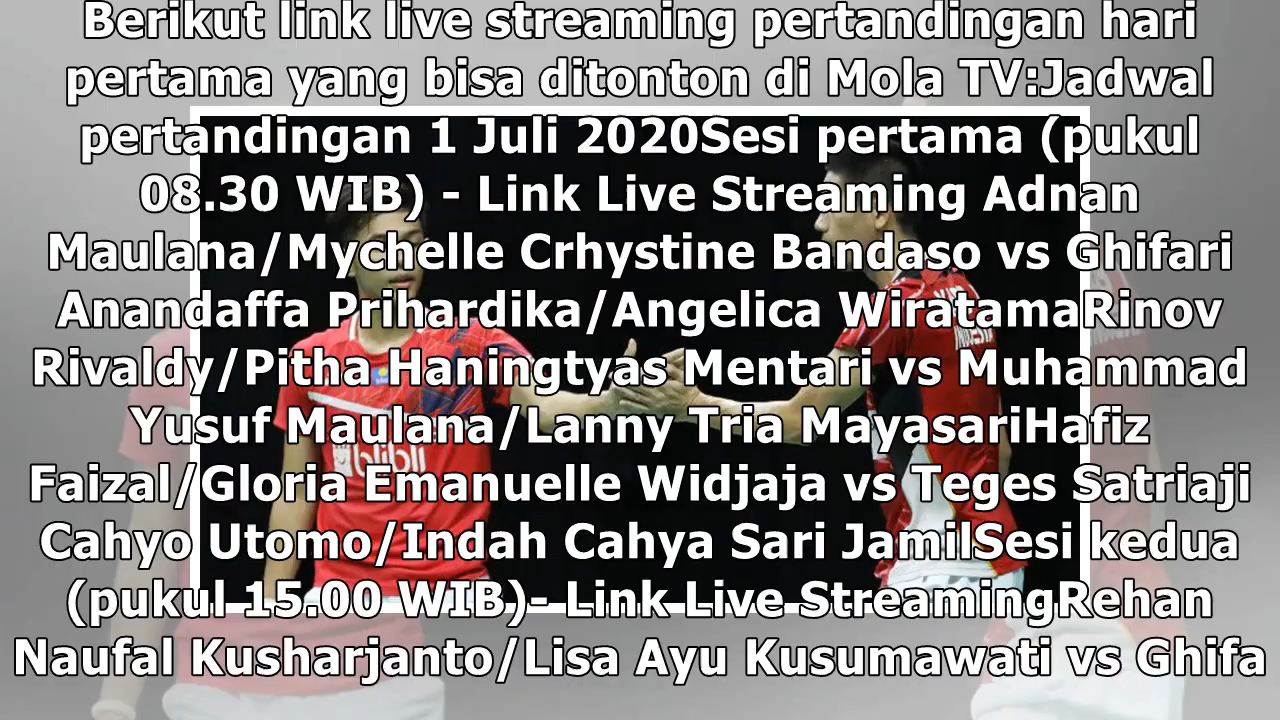 Berikut link live streaming pertandingan hari
pertama yang bisa ditonton di Mola TV:Jadwal
pertandingan 1 Juli 2020Sesi pertama (pukul
08.30 WIB) - Link Live Streaming Adnan
Maulana/Mychelle Crhystine Bandaso vs Ghifari
Anandaffa Prihardika/Angelica WiratamaRinov
Rivaldy/Pitha Haningtyas Mentari vs Muhammad
Yusuf Maulana/Lanny Tria MayasariHafiz
Faizal/Gloria Emanuelle Widjaja vs Teges Satriaji
Cahyo Utomo/Indah Cahya Sari JamilSesi kedua
(pukul 15.00 WIB)- Link Live StreamingRehan
Naufal Kusharjanto/Lisa Ayu Kusumawati vs Ghifa
blibli